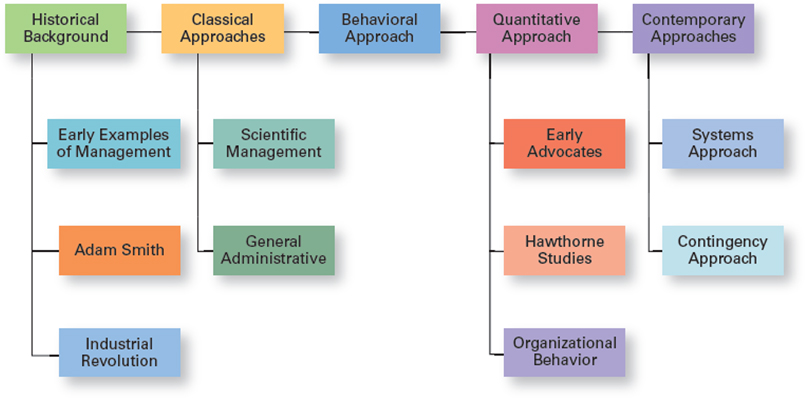 Historical
Background
Classical
Approaches
Behavioral
Approach
Quantitative
Approach
Contemporary
Approaches
Early Examples
of Management
Scientific
Management
Early
Advocates
Systems
Approach
Adam Smith
General
Administrative
Hawthorne
Studies
Contingency
Approach
Industrial
Revolution
Organizational
Behavior